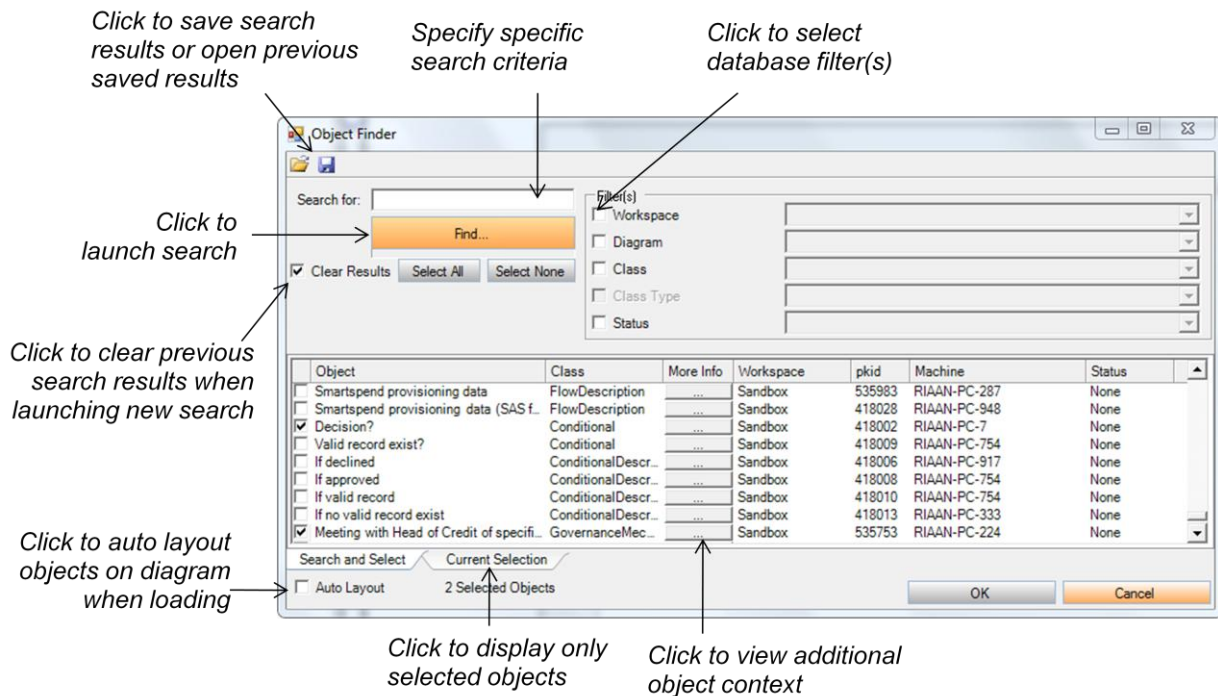 Click to save search
results or open previous
saved results
Specify specific
search criteria
Click to select
database filter(s)
Object Finder
Search for:
Filter(s)
Workspace
Click to
launch search
Find...
Diagram
Clear Results Select All Select None
Class
Class Type
Status
Click to clear previous
search results when
launching new search
Object Class More Info Workspace pkid Machine Status
Smartspend provisioning data FlowDescription ... Sandbox 535983 RIAAN-PC-287 None
Smartspend provisioning data (SAS f... FlowDescription ... Sandbox 418028 RIAAN-PC-948 None
Decision? Conditional ... Sandbox 418002 RIAAN-PC-7 None
Valid record exist? Conditional ... Sandbox 418009 RIAAN-PC-754 None
If declined ConditionalDescr... ... Sandbox 418006 RIAAN-PC-917 None
If approved ConditionalDescr... ... Sandbox 418008 RIAAN-PC-754 None
If valid record ConditionalDescr... ... Sandbox 418010 RIAAN-PC-754 None
If no valid record exist ConditionalDescr... ... Sandbox 418013 RIAAN-PC-333 None
Meeting with Head of Credit of specifi... GovernanceMec... ... Sandbox 535753 RIAAN-PC-224 None
Click to auto layout
objects on diagram
when loading
Search and Select Current Selection
Auto Layout 2 Selected Objects OK Cancel
Click to display only
selected objects
Click to view additional
object context